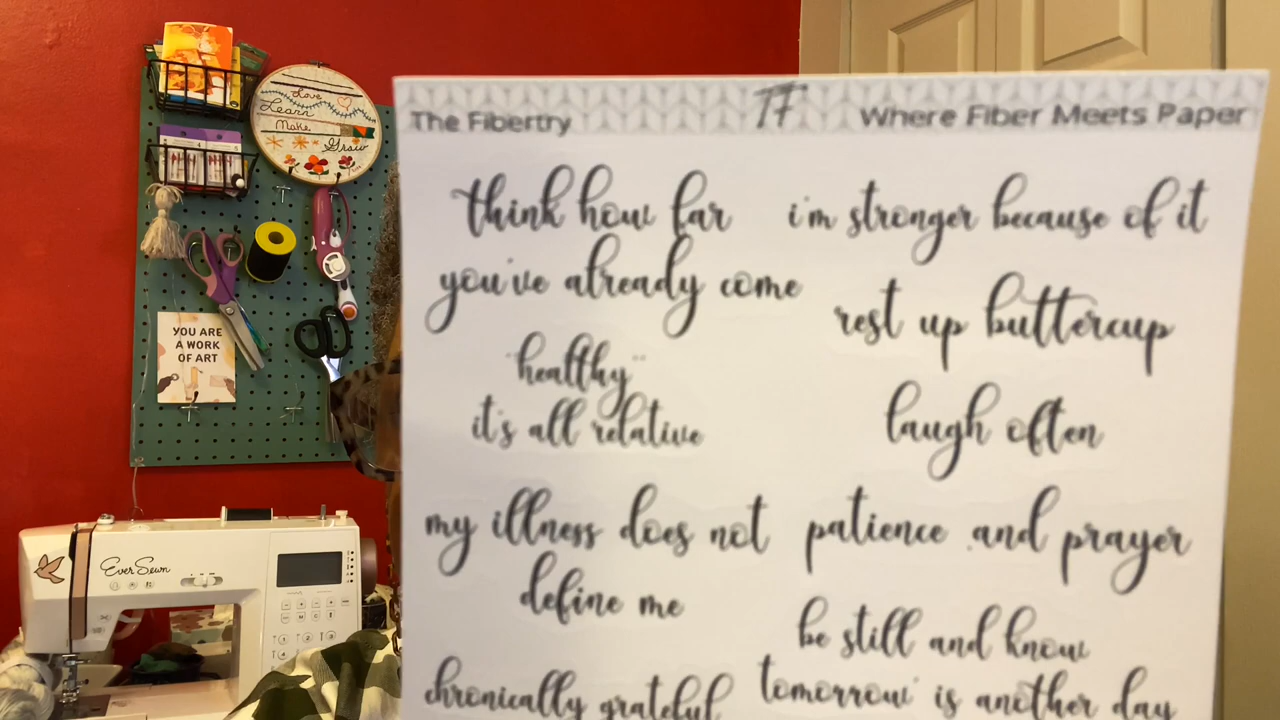 Love
Learn
Make
Grow
YOU ARE
A WORK
OF ART
EverSewn
The Fibertry
TF
Where Fiber Meets Paper
think how far
you've already come
"healthy"
it's all relative
my illness does not
define me
chronically grateful
i'm stronger because of it
rest up buttercup
laugh often
patience and prayer
be still and know
tomorrow is another day